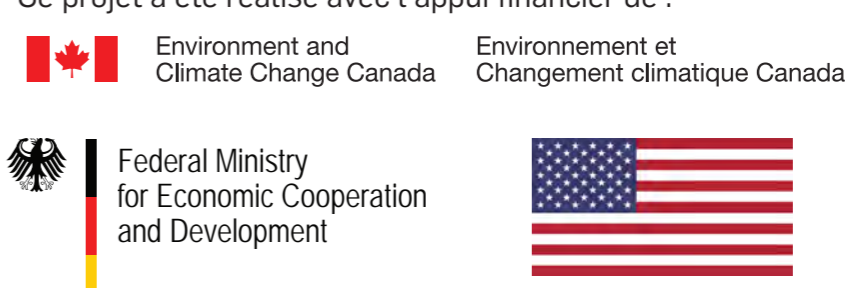 Ce projet a été réalisé avec l'appui financier de :
Environment and
Climate Change Canada
Environnement et
Changement climatique Canada
Federal Ministry
for Economic Cooperation
and Development